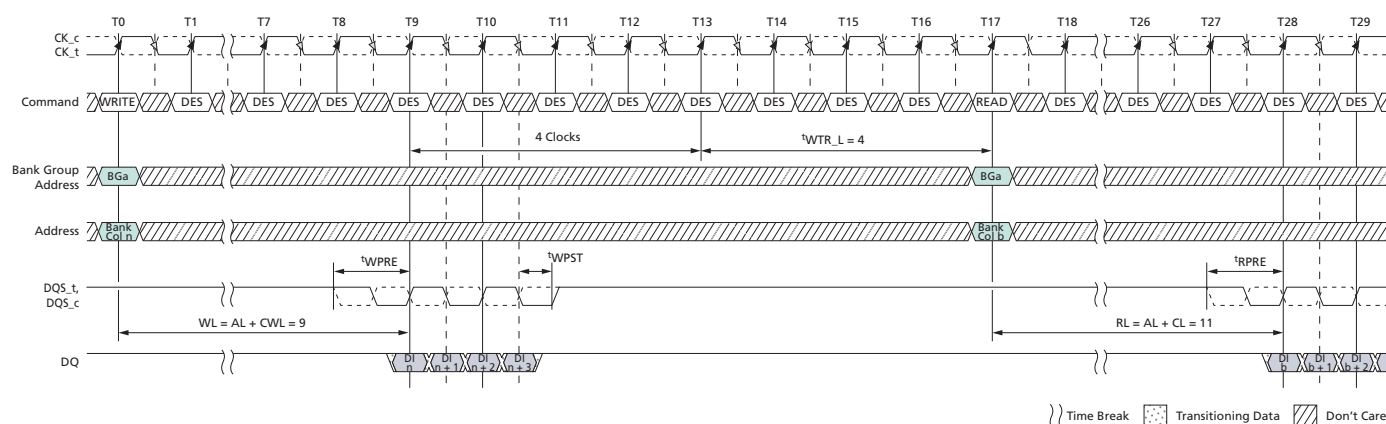 T0 T1 T7 T8 T9 T10 T11 T12 T13 T14 T15 T16 T17 T18 T26 T27 T28 T29
CK_c
CK_t
Command WRITE DES DES DES DES DES DES DES DES DES DES DES READ DES DES DES DES DES
4 Clocks tWTR_L = 4
Bank Group
Address BGa BGa
Address Bank
Col n Bank
Col b
tWPRE tWPST tRPRE
DQS_t,
DQS_c
WL = AL + CWL = 9 RL = AL + CL = 11
DQ DI
n DI
n + 1 DI
n + 2 DI
n + 3 DI
b DI
b + 1 DI
b + 2
Time Break Transitioning Data Don't Care